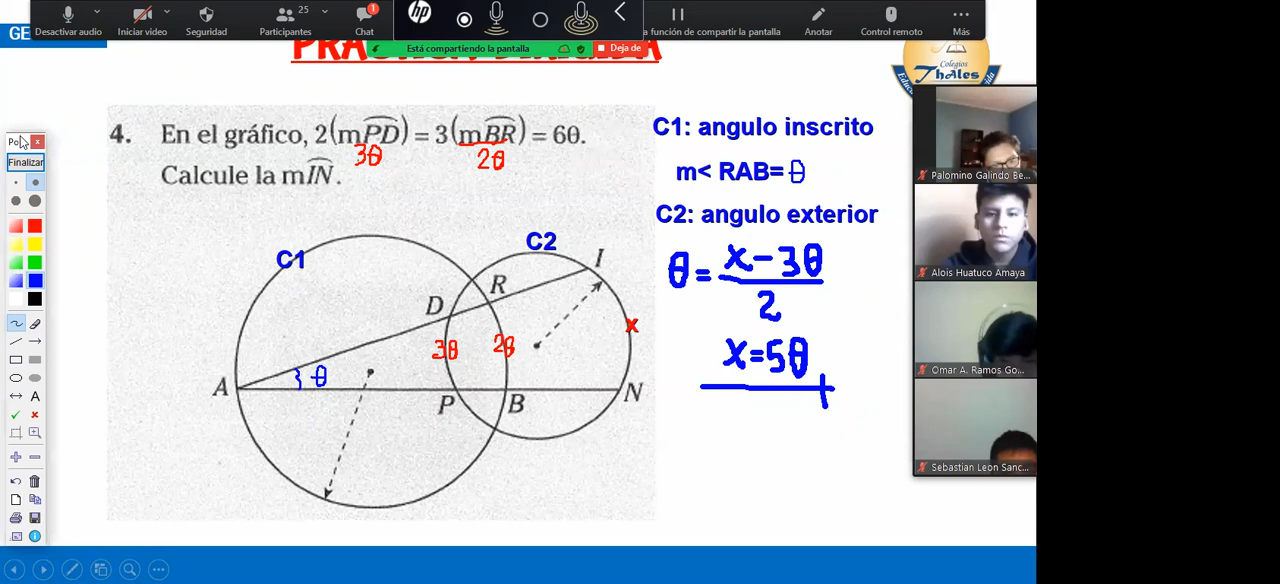 Desactivar audio
Iniciar video
Seguridad
Participantes
25
Chat
1
hp
la función de compartir la pantalla
Anotar
Control remoto
Más
Está compartiendo la pantalla
Deja de
GE
Colegios
Thales
4. En el gráfico, 2(mPD) = 3(mBR) = 6θ.
3θ 2θ
Calcule la mIN.
C1: angulo inscrito
m< RAB= θ
C2: angulo exterior
θ = x - 3θ
2
x = 5θ
C1
C2
I
R
D
x
3θ
2θ
θ
A
P
B
N
Finalizar
A
Palomino Galindo Be...
Alois Huatuco Amaya
Omar A. Ramos Go...
Sebastian Leon Sanc...